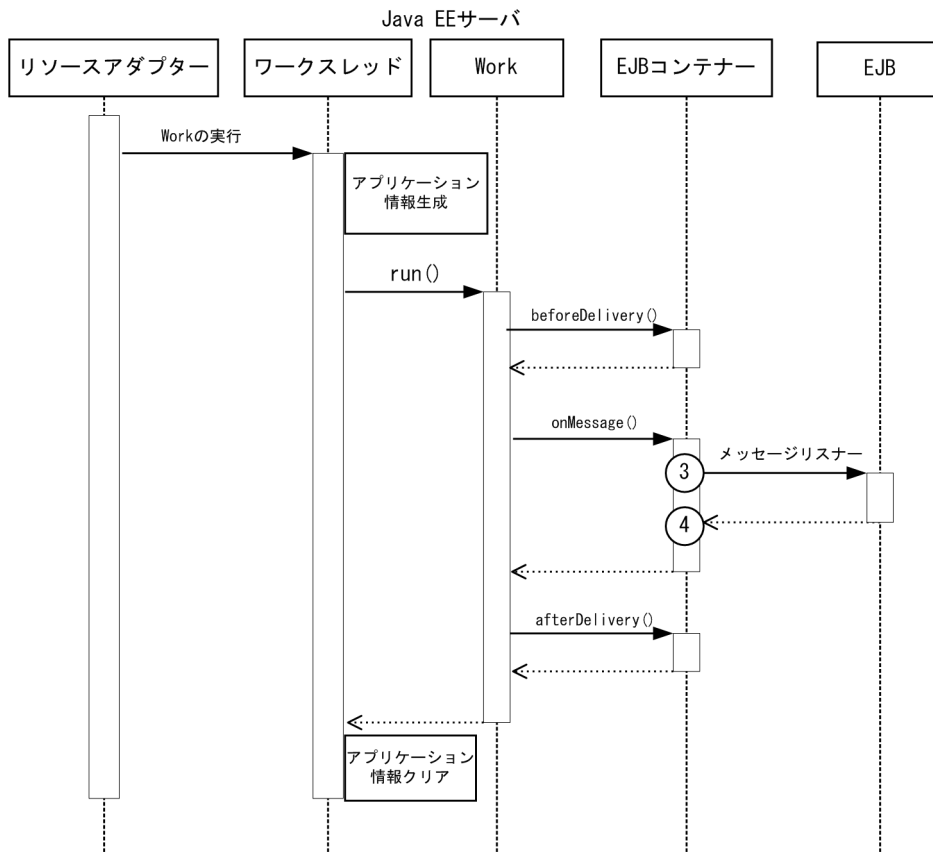 Java EEサーバ
リソースアダプター
ワークスレッド
Work
EJBコンテナー
EJB
Workの実行
アプリケーション
情報生成
run()
beforeDelivery()
onMessage()
③
メッセージリスナー
④
afterDelivery()
アプリケーション
情報クリア